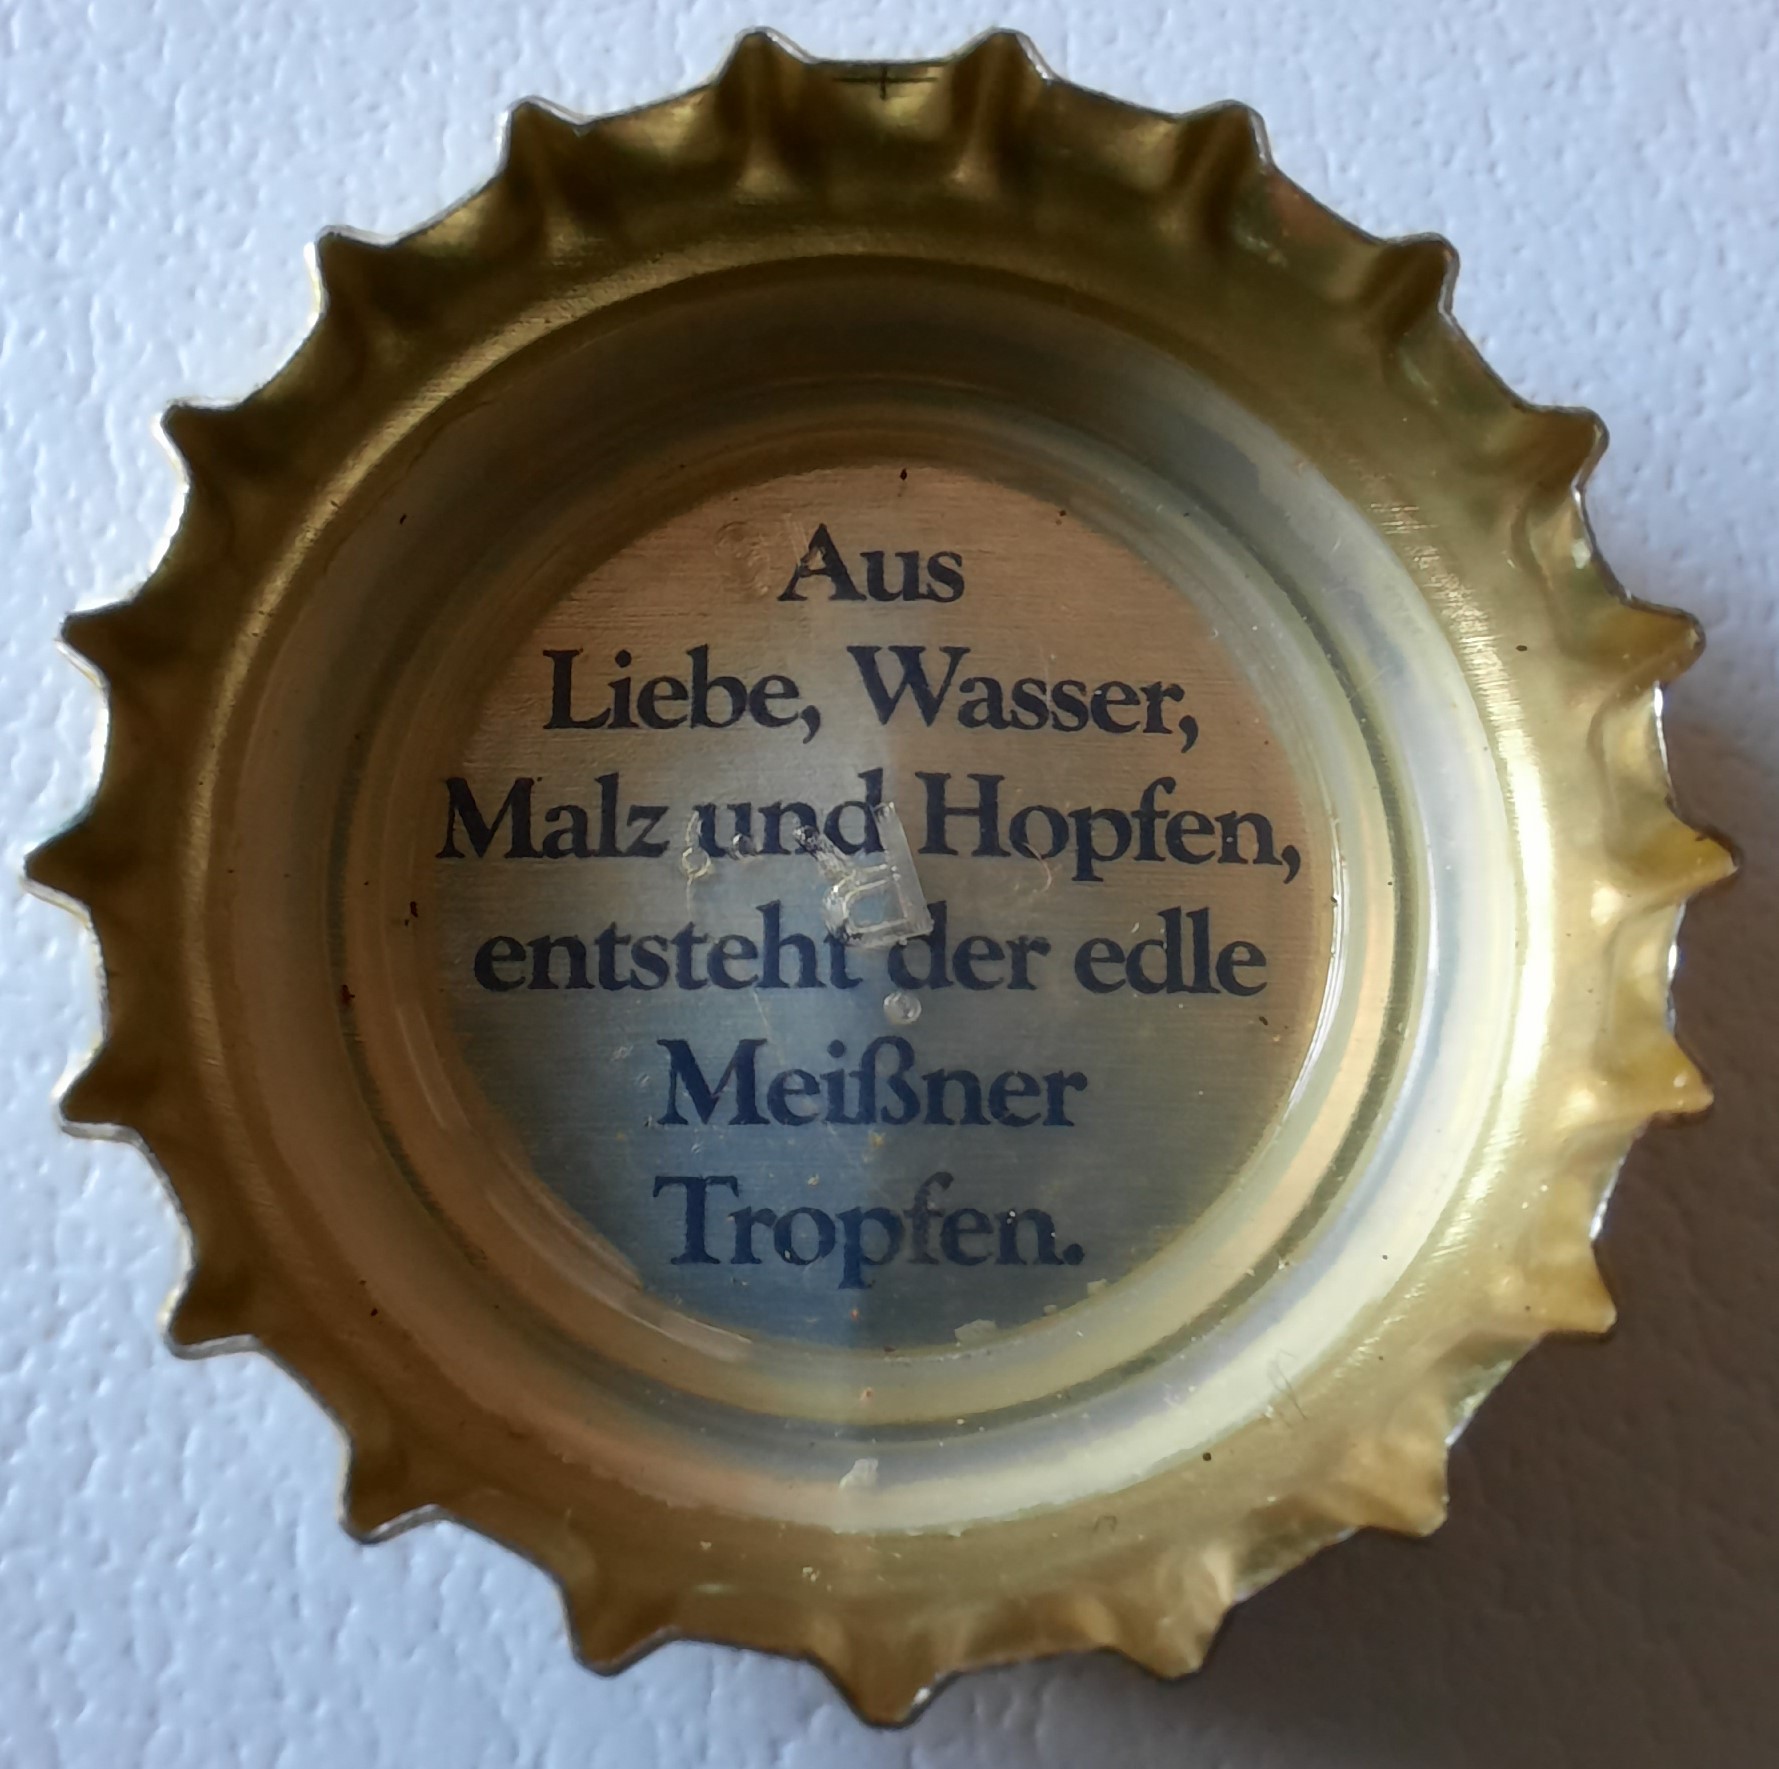 Aus
Liebe, Wasser,
Malz und Hopfen,
entsteht der edle
Meißner
Tropfen.
R